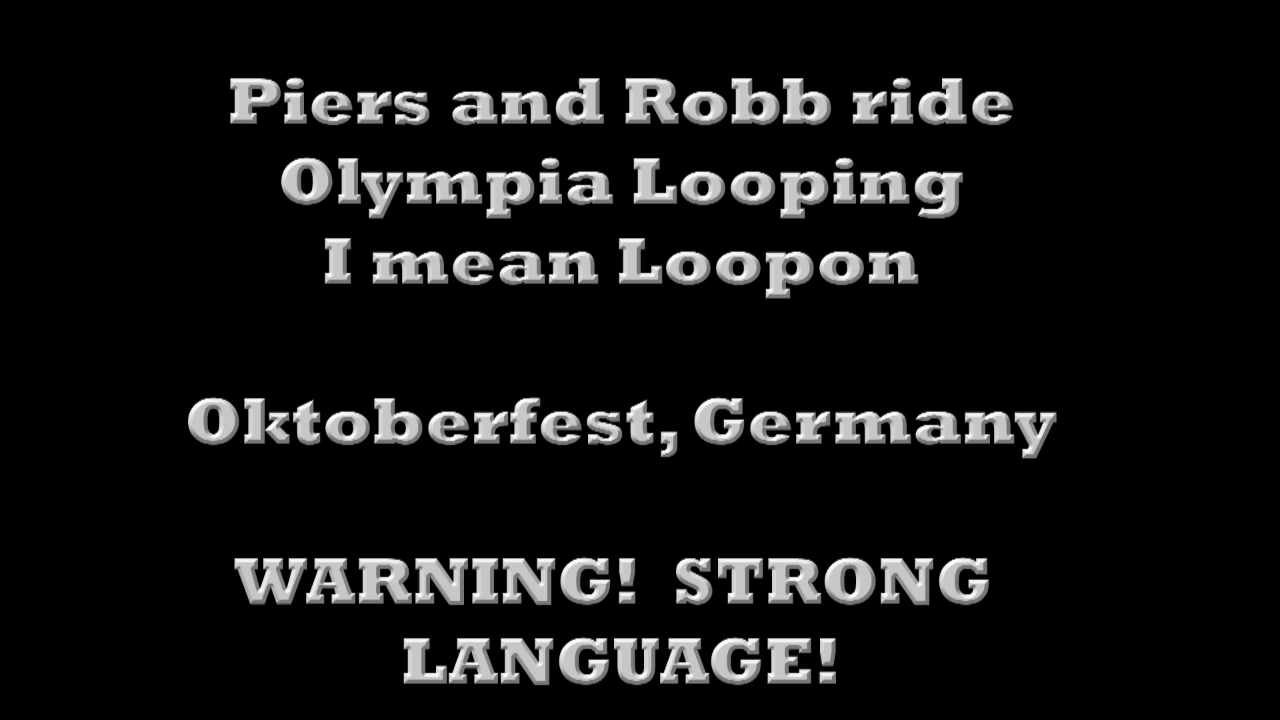 Piers and Robb ride
Olympia Looping
I mean Loopon
Oktoberfest, Germany
WARNING! STRONG
LANGUAGE!